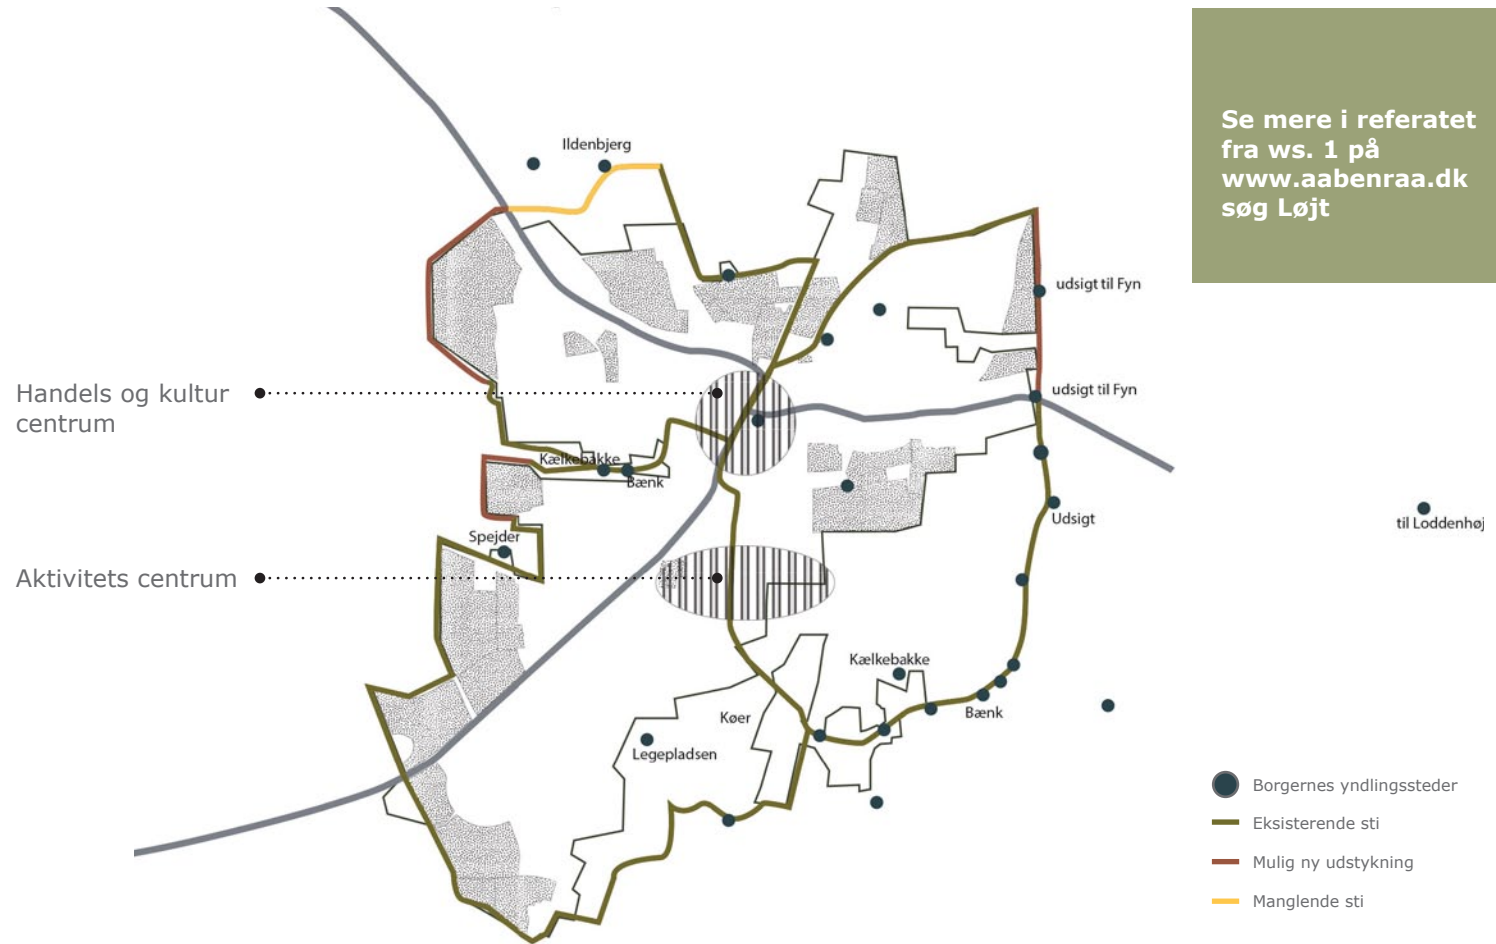 Se mere i referatet
fra ws. 1 på
www.aabenraa.dk
søg Løjt
Ildenbjerg
udsigt til Fyn
udsigt til Fyn
Handels og kultur
centrum
Kælkebakke
Bænk
Udsigt
til Loddenhøj
Spejder
Aktivitets centrum
Kælkebakke
Bænk
Køer
Legepladsen
Borgernes yndlingssteder
Eksisterende sti
Mulig ny udstykning
Manglende sti